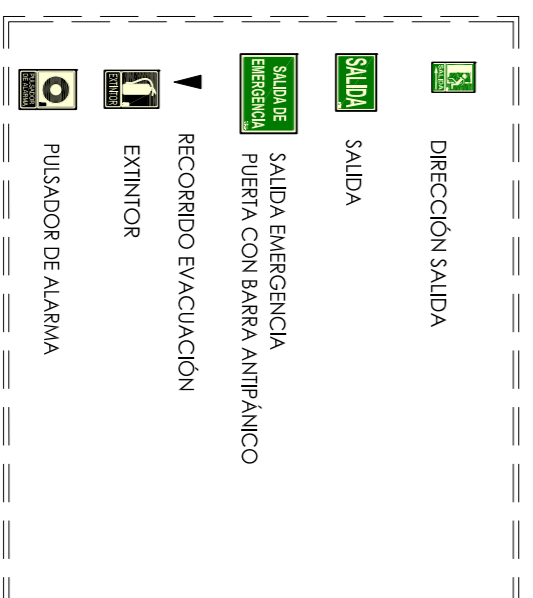 SALIDA
DIRECCIÓN SALIDA
SALIDA
SALIDA
SALIDA DE
EMERGENCIA
SALIDA EMERGENCIA
PUERTA CON BARRA ANTIPÁNICO
RECORRIDO EVACUACIÓN
EXTINTOR
EXTINTOR
PULSADOR
DE ALARMA
PULSADOR DE ALARMA